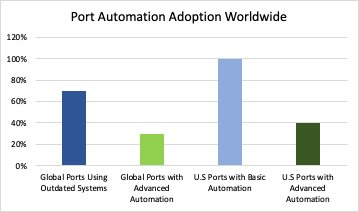 Port Automation Adoption Worldwide
120%
100%
80%
60%
40%
20%
0%
Global Ports Using
Outdated Systems
Global Ports with
Advanced
Automation
U.S Ports with Basic
Automation
U.S Ports with
Advanced
Automation